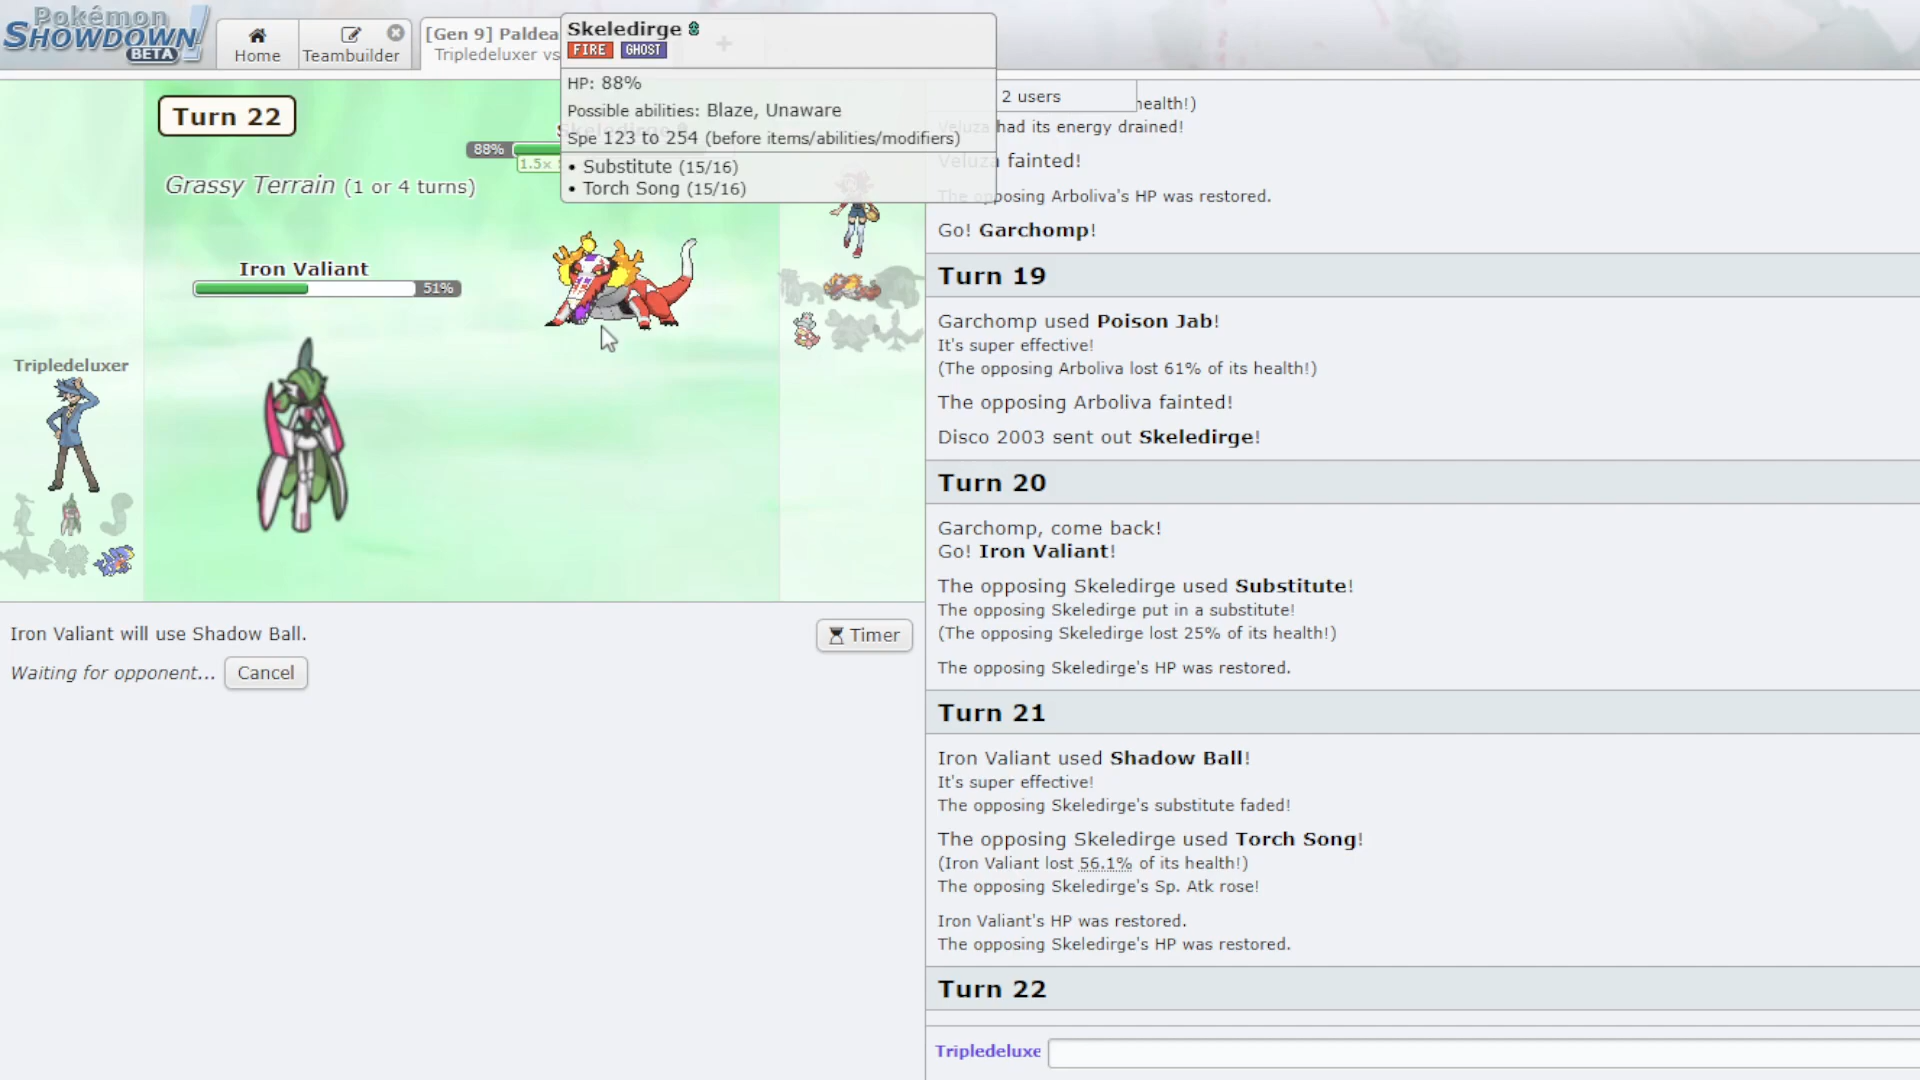 Pokémon
SHOWDOWN
BETA
Home
Teambuilder
[Gen 9] Paldea
Tripledeluxer vs
Skeledirge
FIRE GHOST
HP: 88%
Possible abilities: Blaze, Unaware
Spe 123 to 254 (before items/abilities/modifiers)
• Substitute (15/16)
• Torch Song (15/16)
Turn 22
88%
1.5x
Grassy Terrain (1 or 4 turns)
Iron Valiant
51%
Tripledeluxer
Iron Valiant will use Shadow Ball.
Timer
Waiting for opponent... Cancel
2 users
health!)
Veluza had its energy drained!
Veluza fainted!
The opposing Arboliva's HP was restored.
Go! Garchomp!
Turn 19
Garchomp used Poison Jab!
It's super effective!
(The opposing Arboliva lost 61% of its health!)
The opposing Arboliva fainted!
Disco 2003 sent out Skeledirge!
Turn 20
Garchomp, come back!
Go! Iron Valiant!
The opposing Skeledirge used Substitute!
The opposing Skeledirge put in a substitute!
(The opposing Skeledirge lost 25% of its health!)
The opposing Skeledirge's HP was restored.
Turn 21
Iron Valiant used Shadow Ball!
It's super effective!
The opposing Skeledirge's substitute faded!
The opposing Skeledirge used Torch Song!
(Iron Valiant lost 56.1% of its health!)
The opposing Skeledirge's Sp. Atk rose!
Iron Valiant's HP was restored.
The opposing Skeledirge's HP was restored.
Turn 22
Tripledeluxe